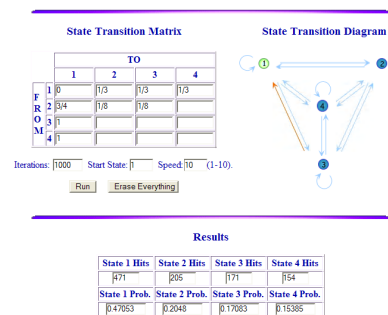 State Transition Matrix
State Transition Diagram
TO
1 2 3 4
FROM
1 0 1/3 1/3 1/3
2 3/4 1/8 1/8
3 1
4 1
1
2
4
3
Iterations: 1000 Start State: 1 Speed: 10 (1-10).
Run Erase Everything
Results
State 1 Hits State 2 Hits State 3 Hits State 4 Hits
471 205 171 154
State 1 Prob. State 2 Prob. State 3 Prob. State 4 Prob.
0.47053 0.2048 0.17083 0.15385